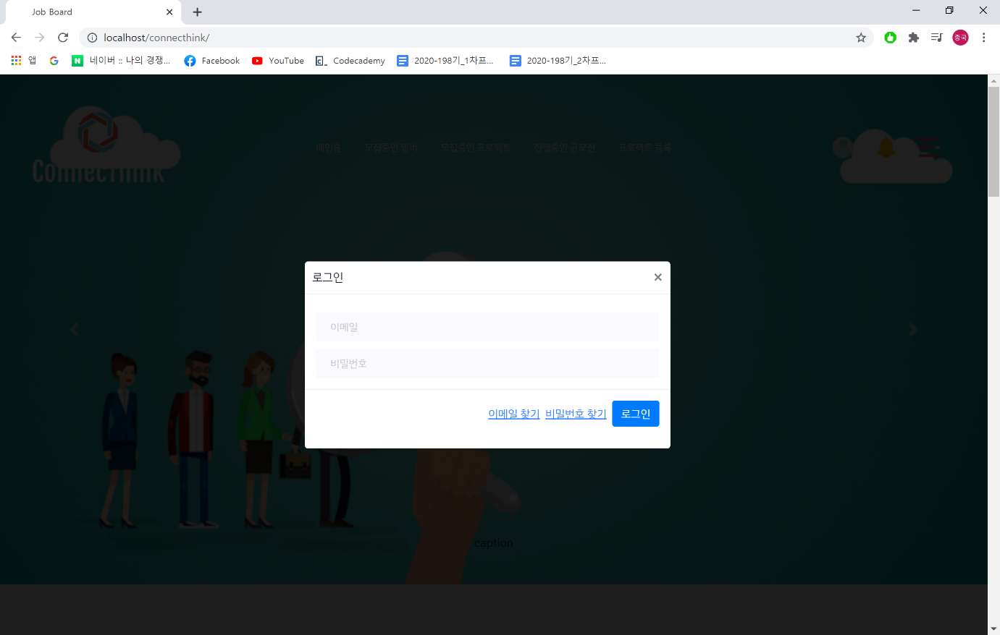 Job Board
localhost/connecthink/
앱
네이버 :: 나의 경쟁...
Facebook
YouTube
Codecademy
2020-198기_1차프...
2020-198기_2차프...
종국
ConnecThink
메인홈 모집중인 멤버 모집중인 프로젝트 진행중인 공모전 프로젝트 등록
로그인
이메일
비밀번호
이메일 찾기 비밀번호 찾기 로그인
caption